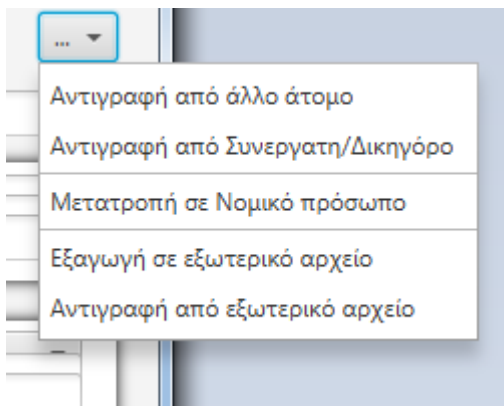 ...
Αντιγραφή από άλλο άτομο
Αντιγραφή από Συνεργατη/Δικηγόρο
Μετατροπή σε Νομικό πρόσωπο
Εξαγωγή σε εξωτερικό αρχείο
Αντιγραφή από εξωτερικό αρχείο